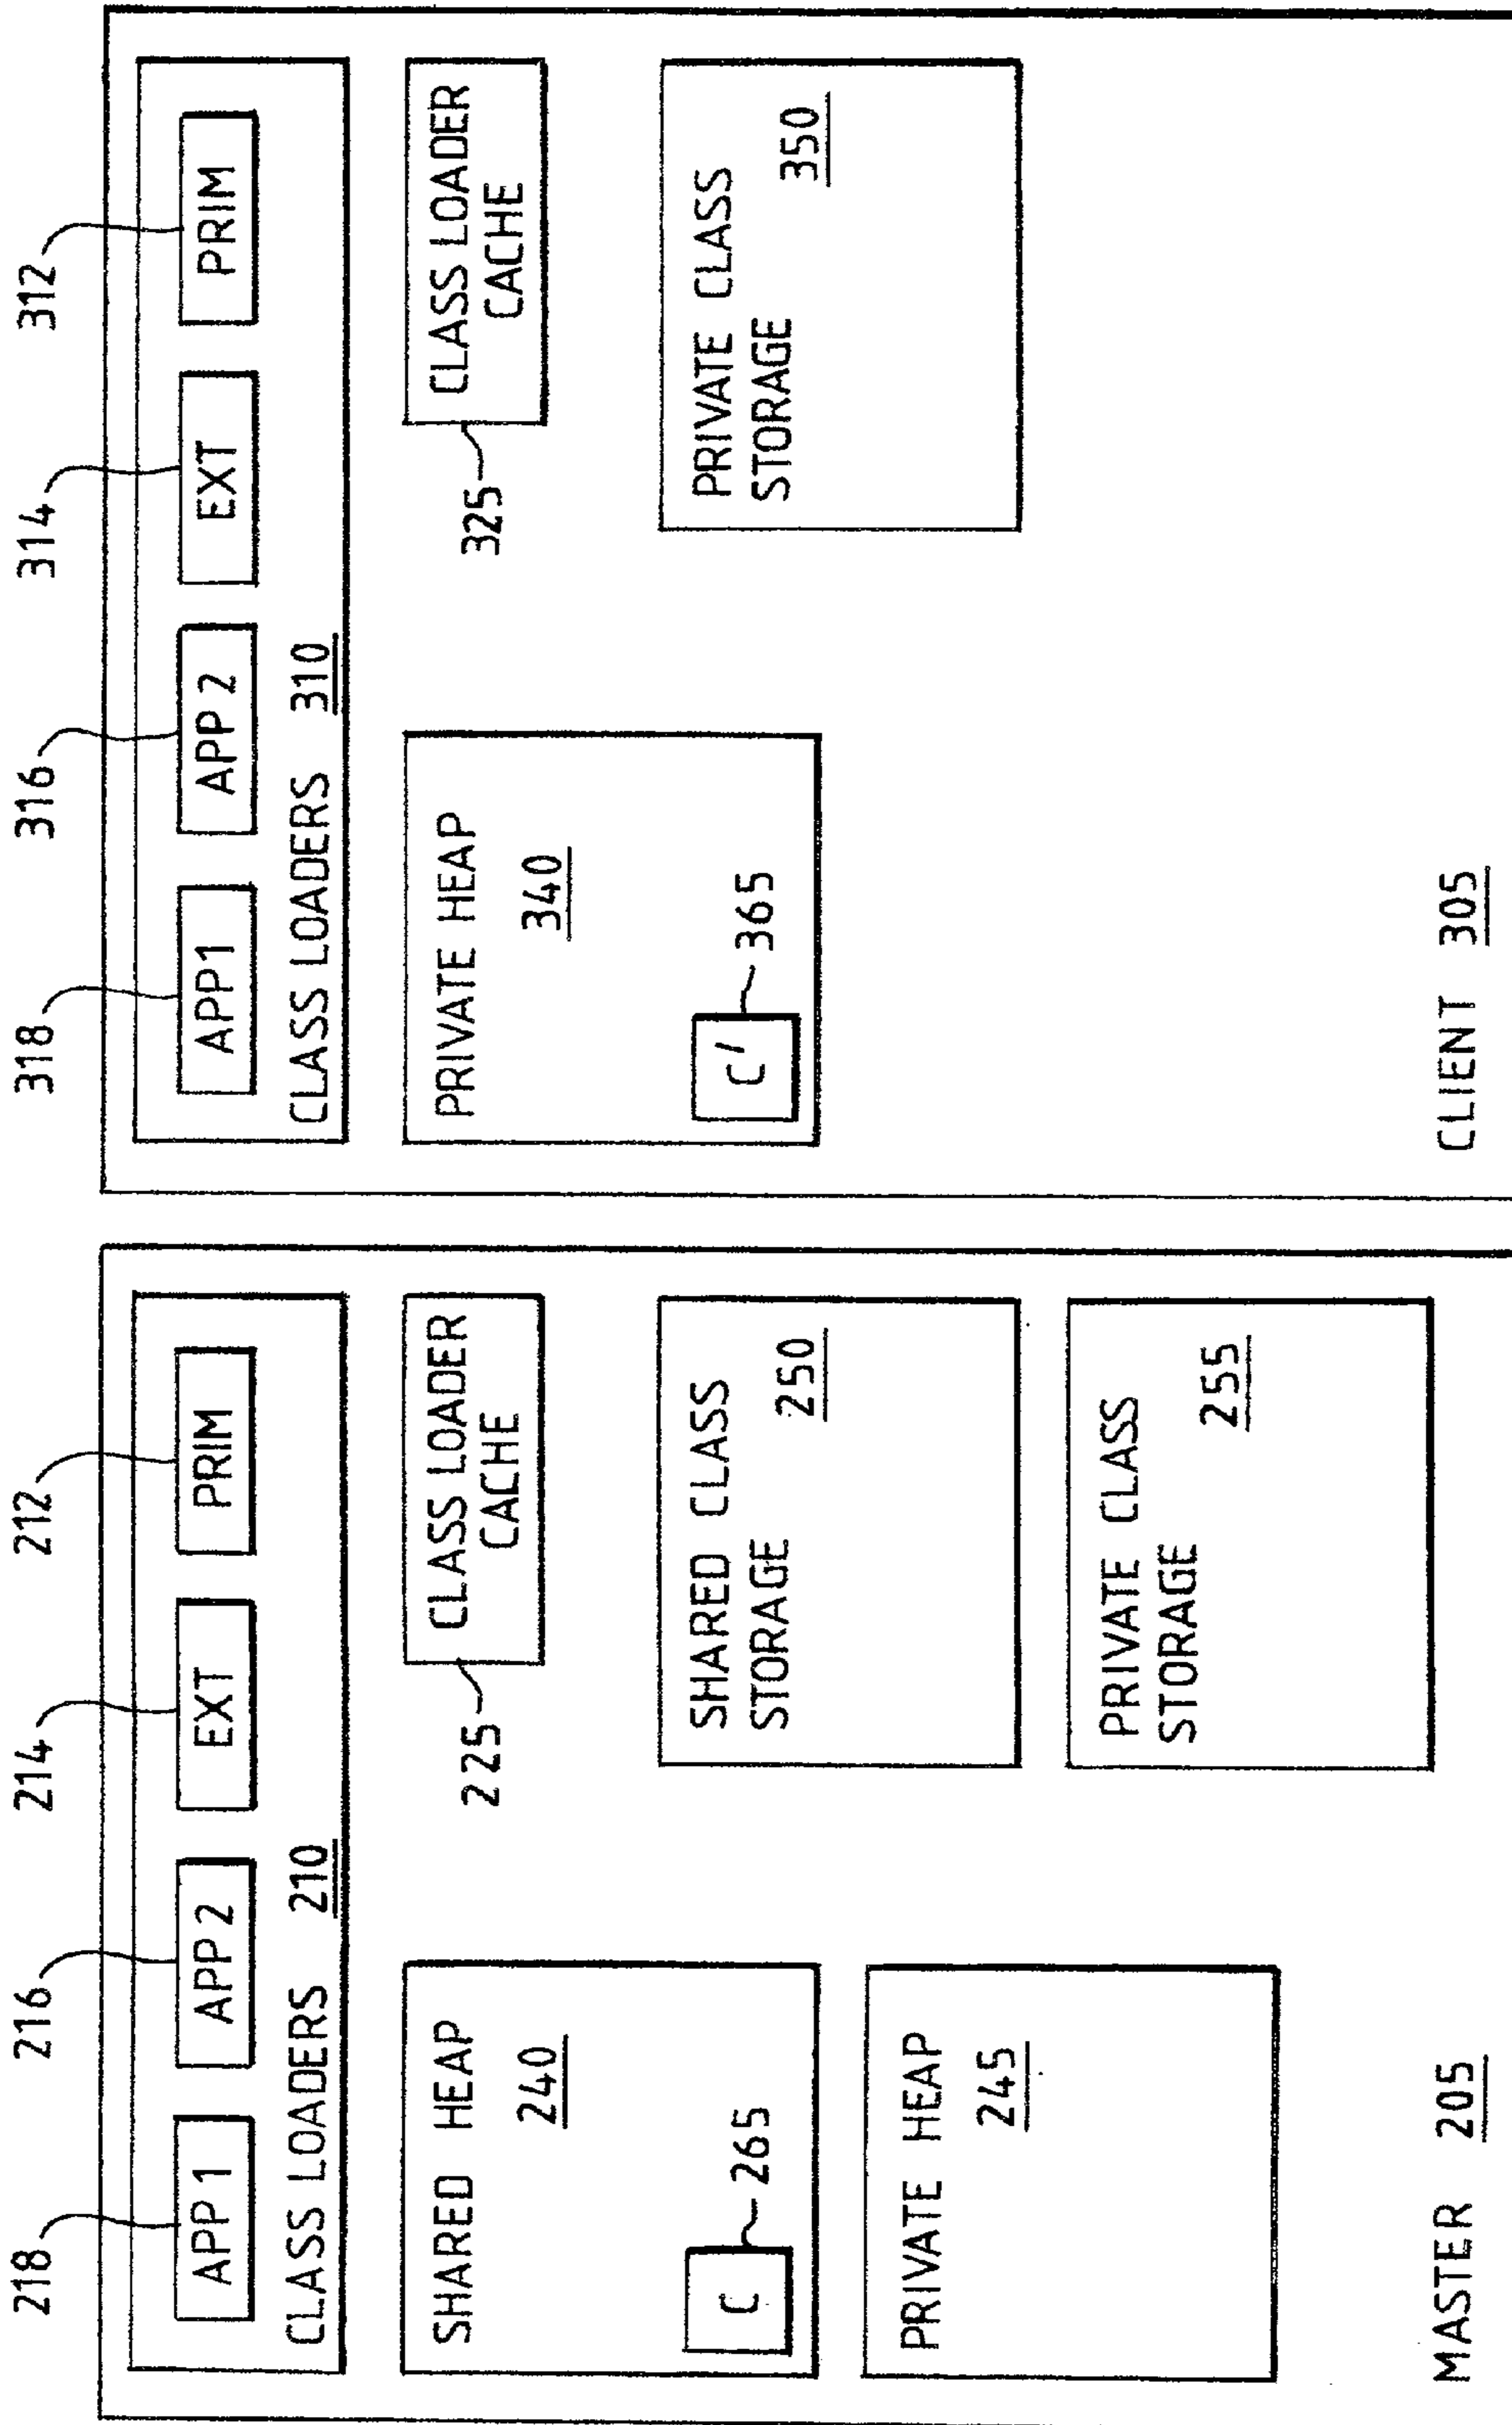 218
216
214
212
APP 1
APP 2
EXT
PRIM
CLASS LOADERS 210
SHARED HEAP
240
C
265
PRIVATE HEAP
245
225
CLASS LOADER
CACHE
SHARED CLASS
STORAGE
250
PRIVATE CLASS
STORAGE
255
MASTER 205
318
316
314
312
APP1
APP 2
EXT
PRIM
CLASS LOADERS 310
PRIVATE HEAP
340
C'
365
325
CLASS LOADER
CACHE
PRIVATE CLASS
STORAGE
350
CLIENT 305